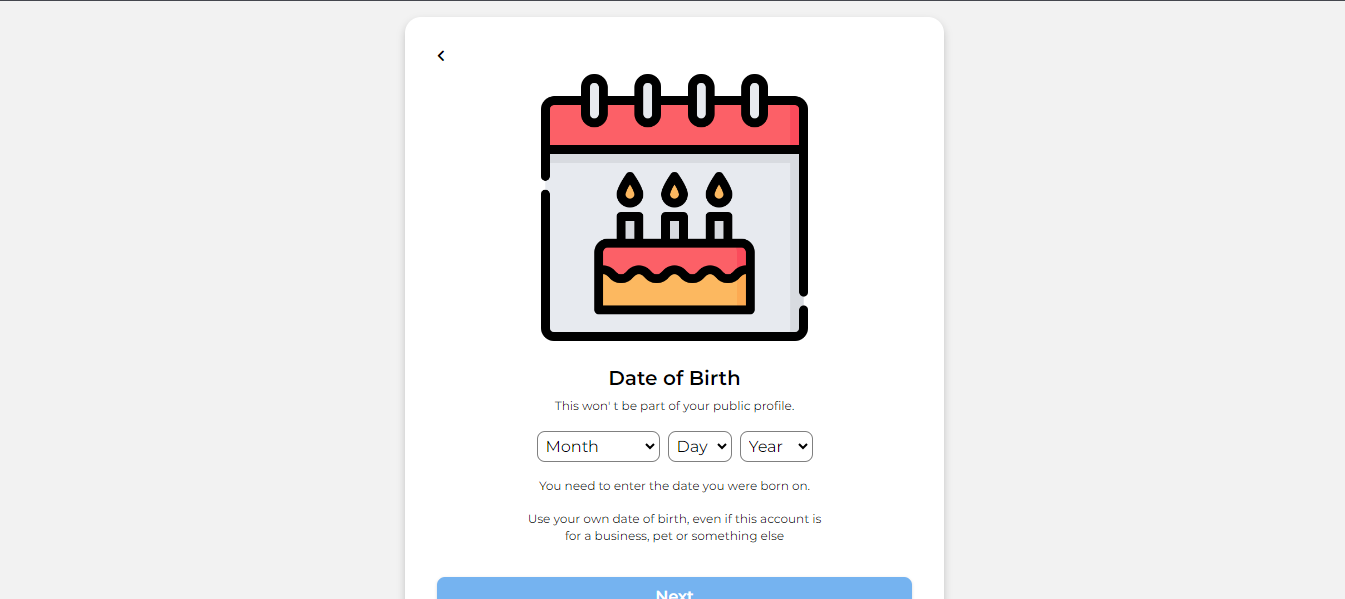 Date of Birth
This won' t be part of your public profile.
Month Day Year
You need to enter the date you were born on.
Use your own date of birth, even if this account is
for a business, pet or something else
Next